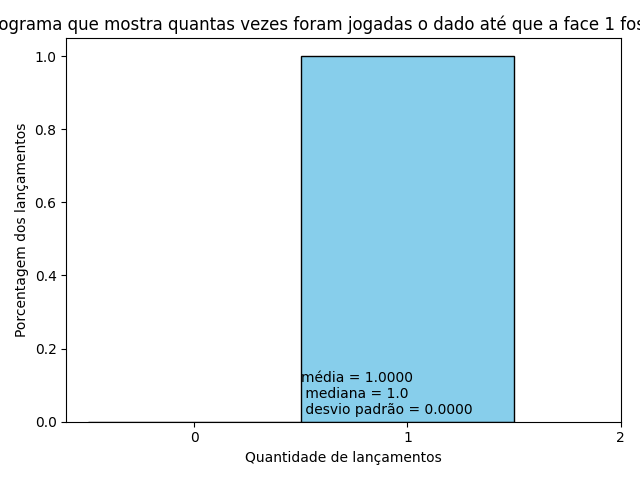 ograma que mostra quantas vezes foram jogadas o dado até que a face 1 fos
1.0
0.8
0.6
0.4
0.2
0.0
Porcentagem dos lançamentos
média = 1.0000
mediana = 1.0
desvio padrão = 0.0000
0 1 2
Quantidade de lançamentos